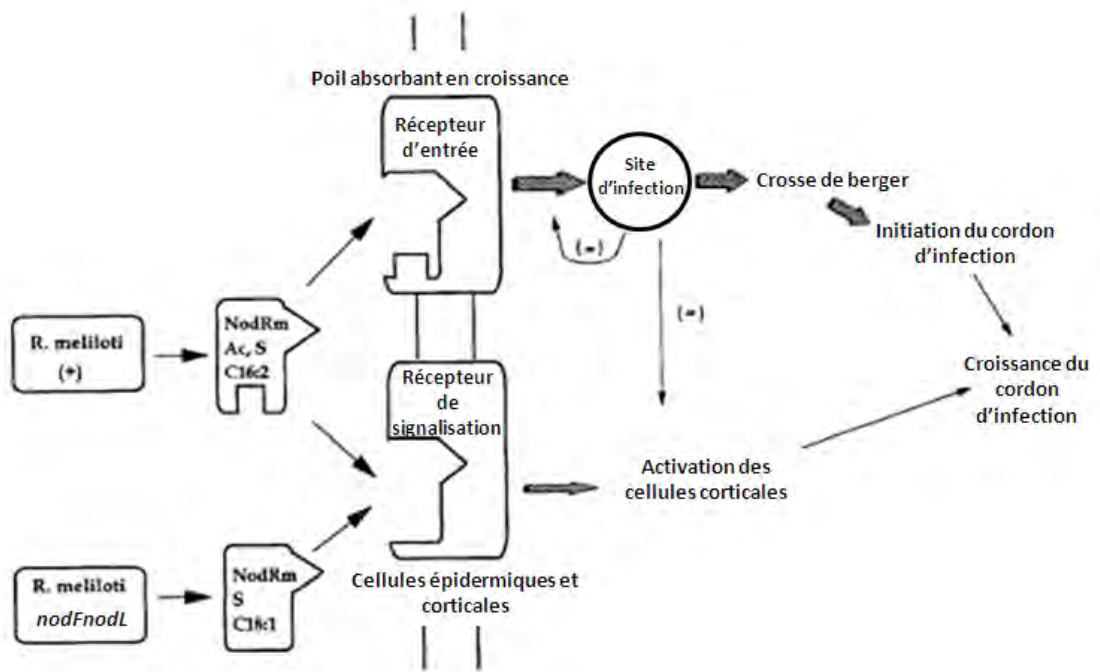 Poil absorbant en croissance
Récepteur
d'entrée
Site
d'infection
Crosse de berger
Initiation du cordon
d'infection
(=)
(=)
R. meliloti
(+)
NodRm
Ac, S
C16:2
Récepteur
de
signalisation
Croissance du
cordon
d'infection
Activation des
cellules corticales
R. meliloti
nodFnodL
NodRm
S
C18:1
Cellules épidermiques et
corticales